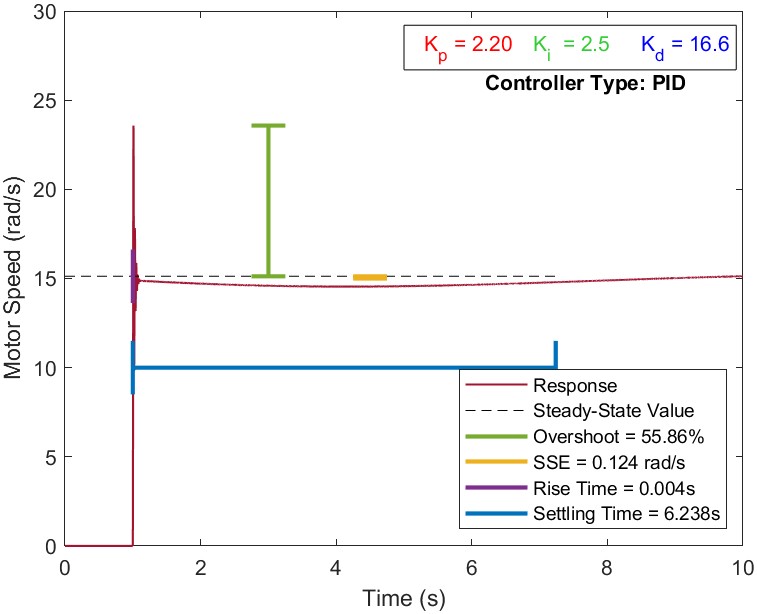 30
25
20
15
10
5
0
Motor Speed (rad/s)
Kp = 2.20 Ki = 2.5 Kd = 16.6
Controller Type: PID
Response
Steady-State Value
Overshoot = 55.86%
SSE = 0.124 rad/s
Rise Time = 0.004s
Settling Time = 6.238s
0 2 4 6 8 10
Time (s)